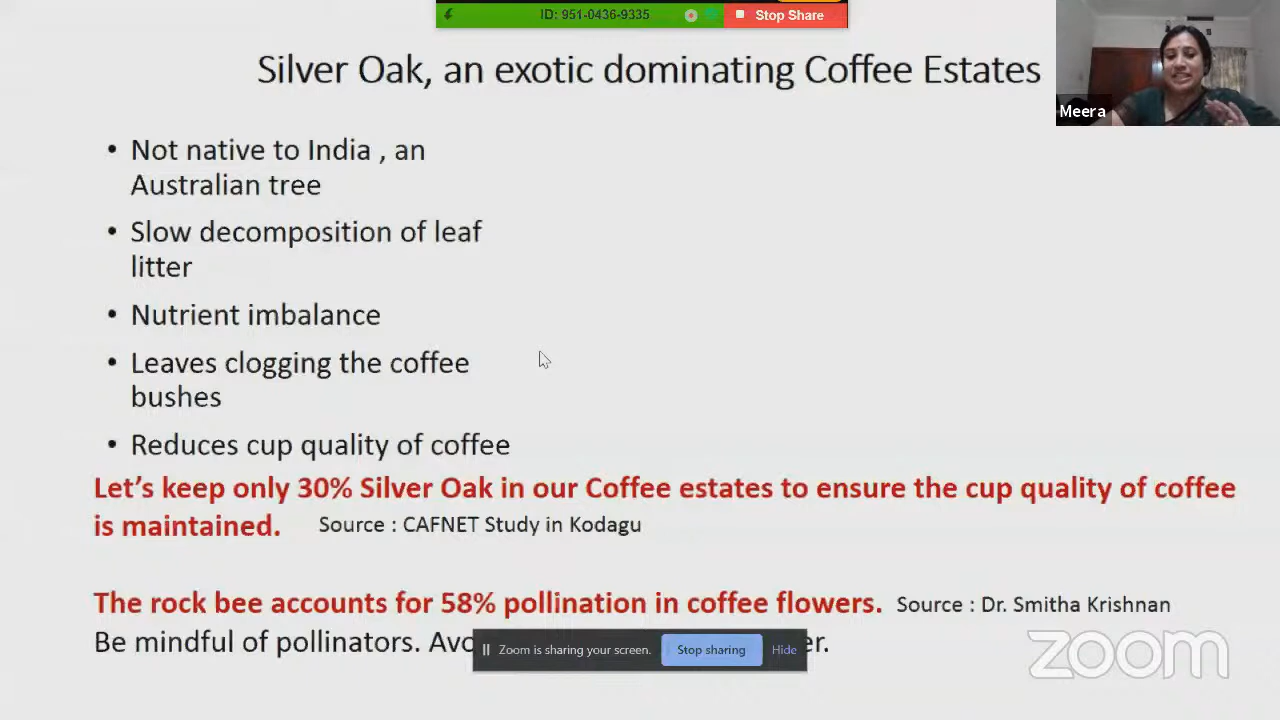 ID: 951-0436-9335
Stop Share
Silver Oak, an exotic dominating Coffee Estates
Meera
• Not native to India , an
Australian tree
• Slow decomposition of leaf
litter
• Nutrient imbalance
• Leaves clogging the coffee
bushes
• Reduces cup quality of coffee
Let's keep only 30% Silver Oak in our Coffee estates to ensure the cup quality of coffee
is maintained. Source : CAFNET Study in Kodagu
The rock bee accounts for 58% pollination in coffee flowers. Source : Dr. Smitha Krishnan
Be mindful of pollinators.
Zoom is sharing your screen. Stop sharing Hide
zoom